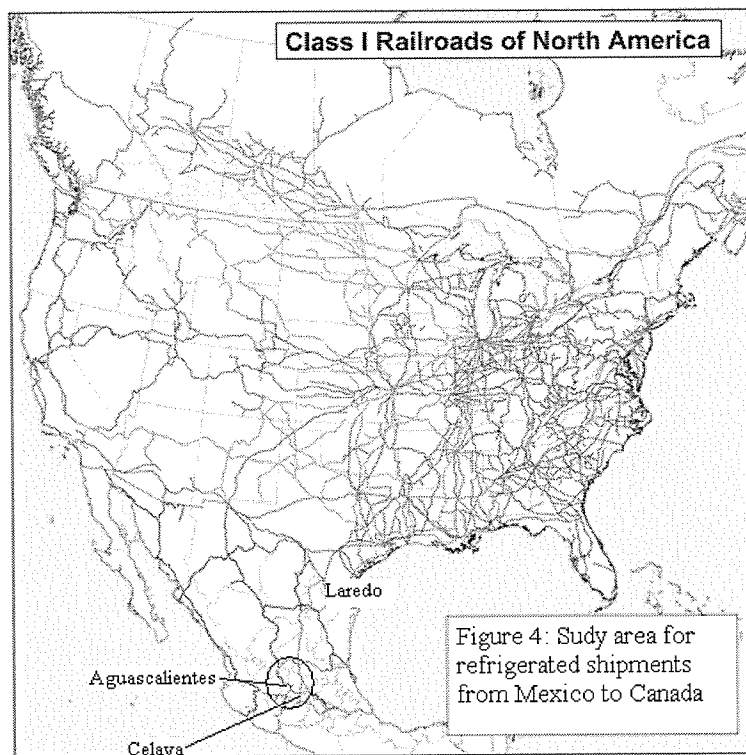 Class I Railroads of North America
Laredo
Figure 4: Sudy area for
refrigerated shipments
from Mexico to Canada
Aguascalientes
Celaya